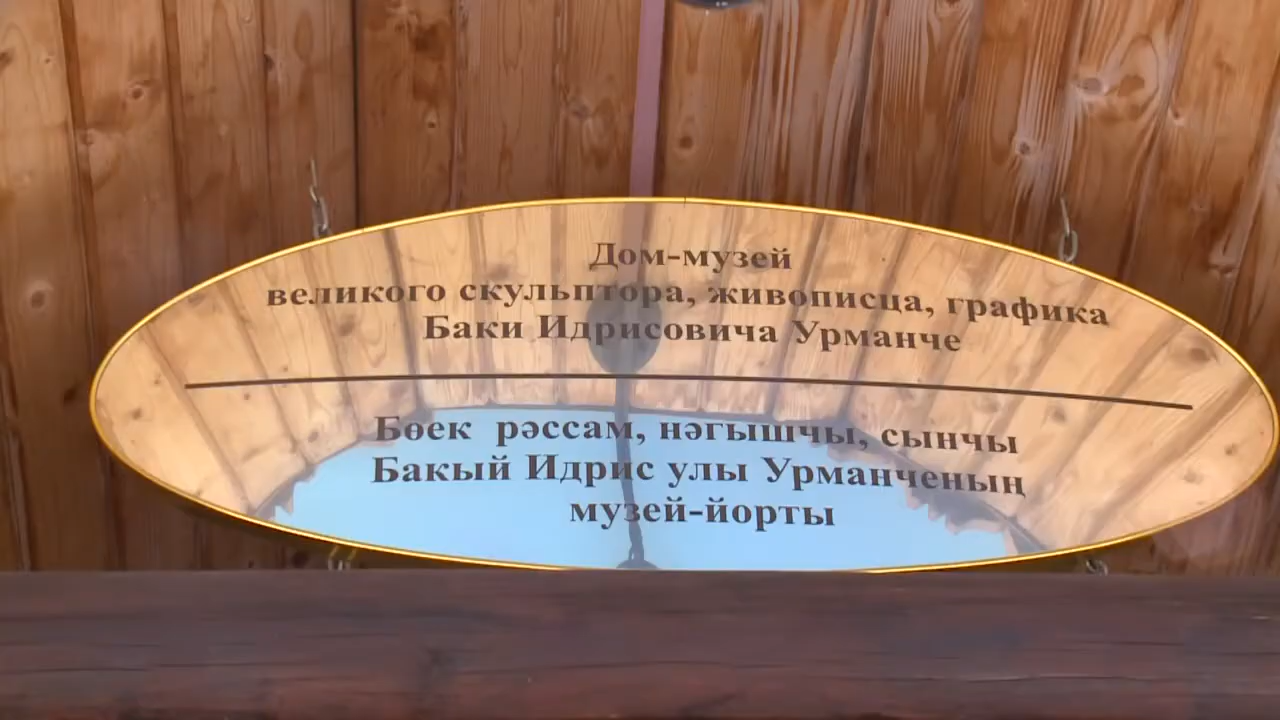 Дом-музей
великого скульптора, живописца, графика
Баки Идрисовича Урманче
Бөек рәссам, нәгышчы, сынчы
Бакый Идрис улы Урманченың
музей-йорты